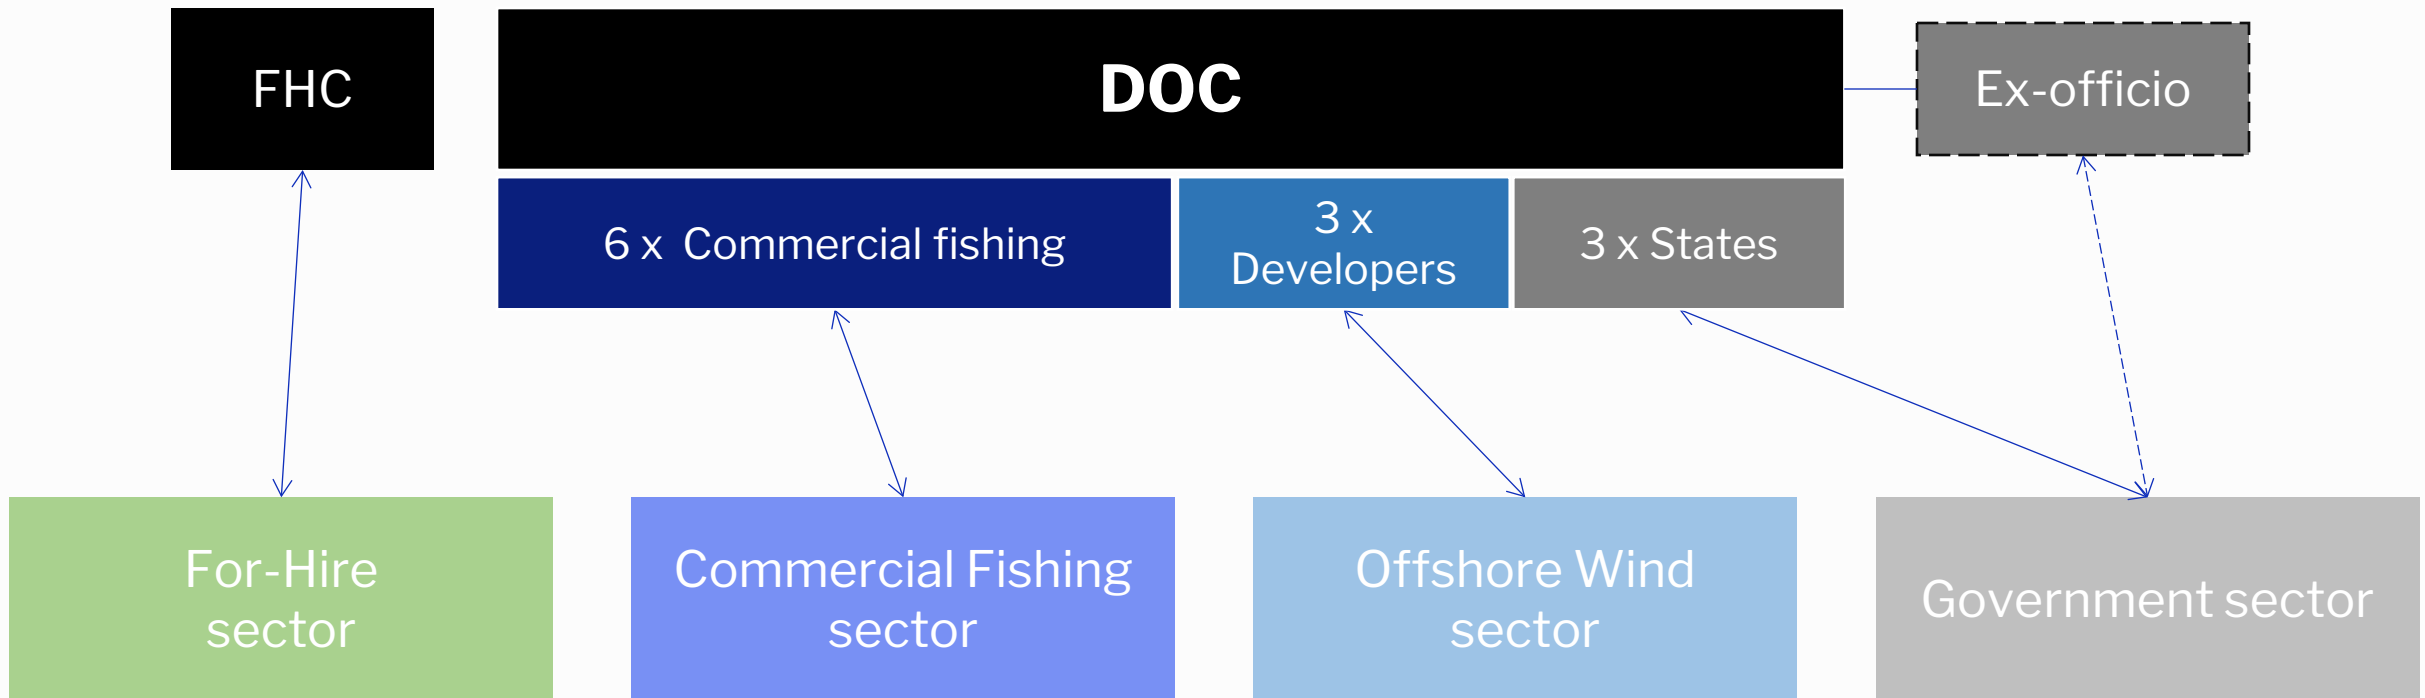 FHC
DOC
Ex-officio
6 x  Commercial fishing
3 x
Developers
3 x States
For-Hire
sector
Commercial Fishing
sector
Offshore Wind
sector
Government sector